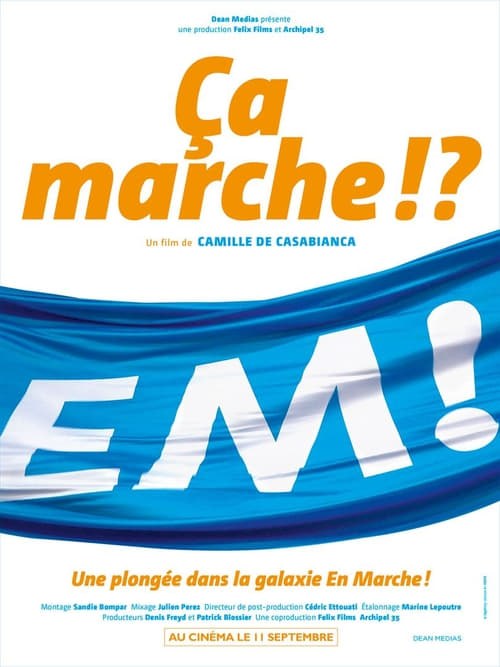 Dean Medias présente
une production Felix Films et Archipel 35
Ça
marche !?
Un film de CAMILLE DE CASABIANCA
EM!
Une plongée dans la galaxie En Marche !
Montage Sandie Bompar Mixage Julien Perez Directeur de post-production Cédric Ettouati Étalonnage Marine Lepoutre
Producteurs Denis Freyd et Patrick Blossier Une coproduction Felix Films Archipel 35
AU CINÉMA LE 11 SEPTEMBRE
DEAN MEDIAS